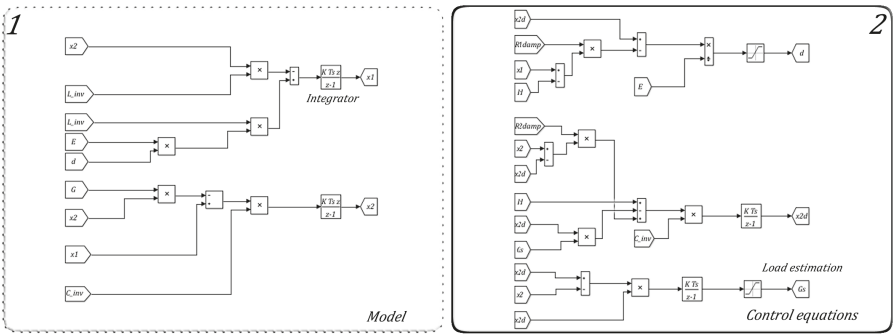 1
x2
L_inv
L_inv
E
d
G
x2
x1
C_inv
×
×
×
×
×
-
+
-
+
K Ts z
z-1
x1
Integrator
K Ts z
z-1
x2
Model
2
x2d
R1damp
x1
H
+
-
×
+
-
E
×
÷
d
R2damp
x2
x2d
+
-
×
H
x2d
Gs
×
+
-
-
C_inv
×
K Ts
z-1
x2d
x2d
x2
x2d
+
-
×
K Ts
z-1
Load estimation
Gs
Control equations